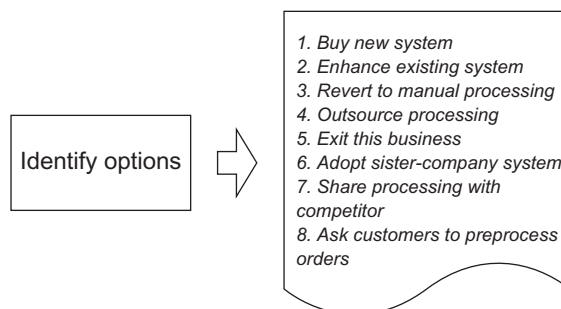 Identify options
1. Buy new system
2. Enhance existing system
3. Revert to manual processing
4. Outsource processing
5. Exit this business
6. Adopt sister-company system
7. Share processing with
competitor
8. Ask customers to preprocess
orders